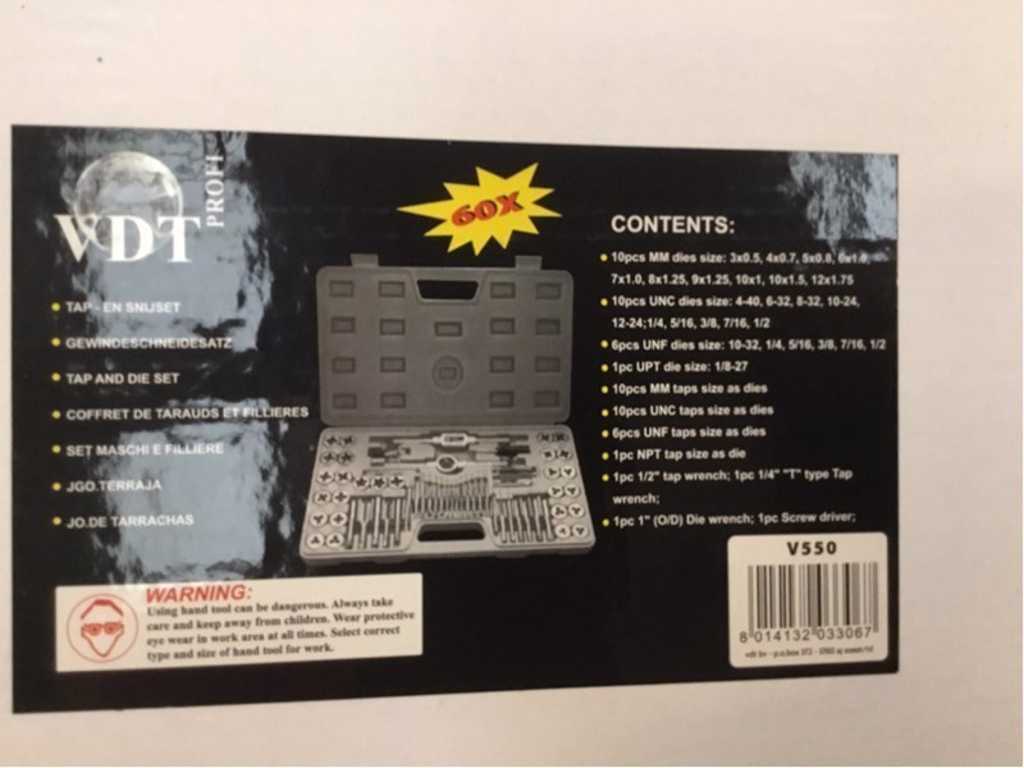 VDT
PROFI
TAP - EN SNIJSET
GEWINDESCHNEIDESATZ
TAP AND DIE SET
COFFRET DE TARAUDS ET FILLIERES
SET MASCHI E FILLIERE
JGO.TERRAJA
JO.DE TARRACHAS
60X
CONTENTS:
10pcs MM dies size: 3x0.5, 4x0.7, 5x0.8, 6x1.0,
7x1.0, 8x1.25, 9x1.25, 10x1, 10x1.5, 12x1.75
10pcs UNC dies size: 4-40, 6-32, 8-32, 10-24,
12-24;1/4, 5/16, 3/8, 7/16, 1/2
6pcs UNF dies size: 10-32, 1/4, 5/16, 3/8, 7/16, 1/2
1pc UPT die size: 1/8-27
10pcs MM taps size as dies
10pcs UNC taps size as dies
6pcs UNF taps size as dies
1pc NPT tap size as die
1pc 1/2" tap wrench; 1pc 1/4" "T" type Tap
wrench;
1pc 1" (O/D) Die wrench; 1pc Screw driver;
WARNING:
Using hand tool can be dangerous. Always take
care and keep away from children. Wear protective
eye wear in work area at all times. Select correct
type and size of hand tool for work.
V550
8 014132 033067
vdt bv - p.o.box